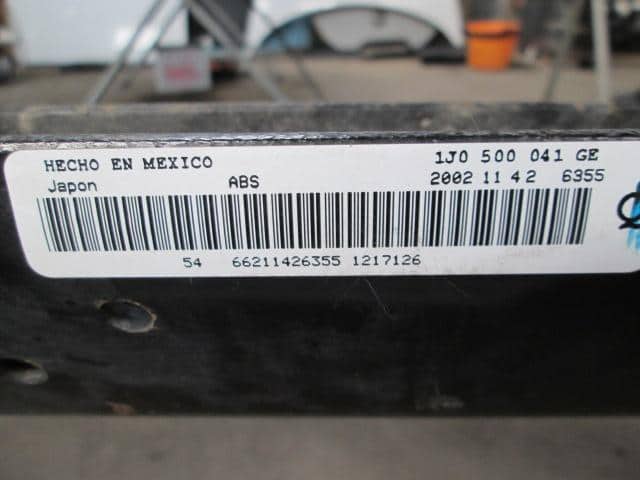 HECHO EN MEXICO 1J0 500 041 GE
Japon ABS 2002 11 4 2 6355
54 66211426355 1217126